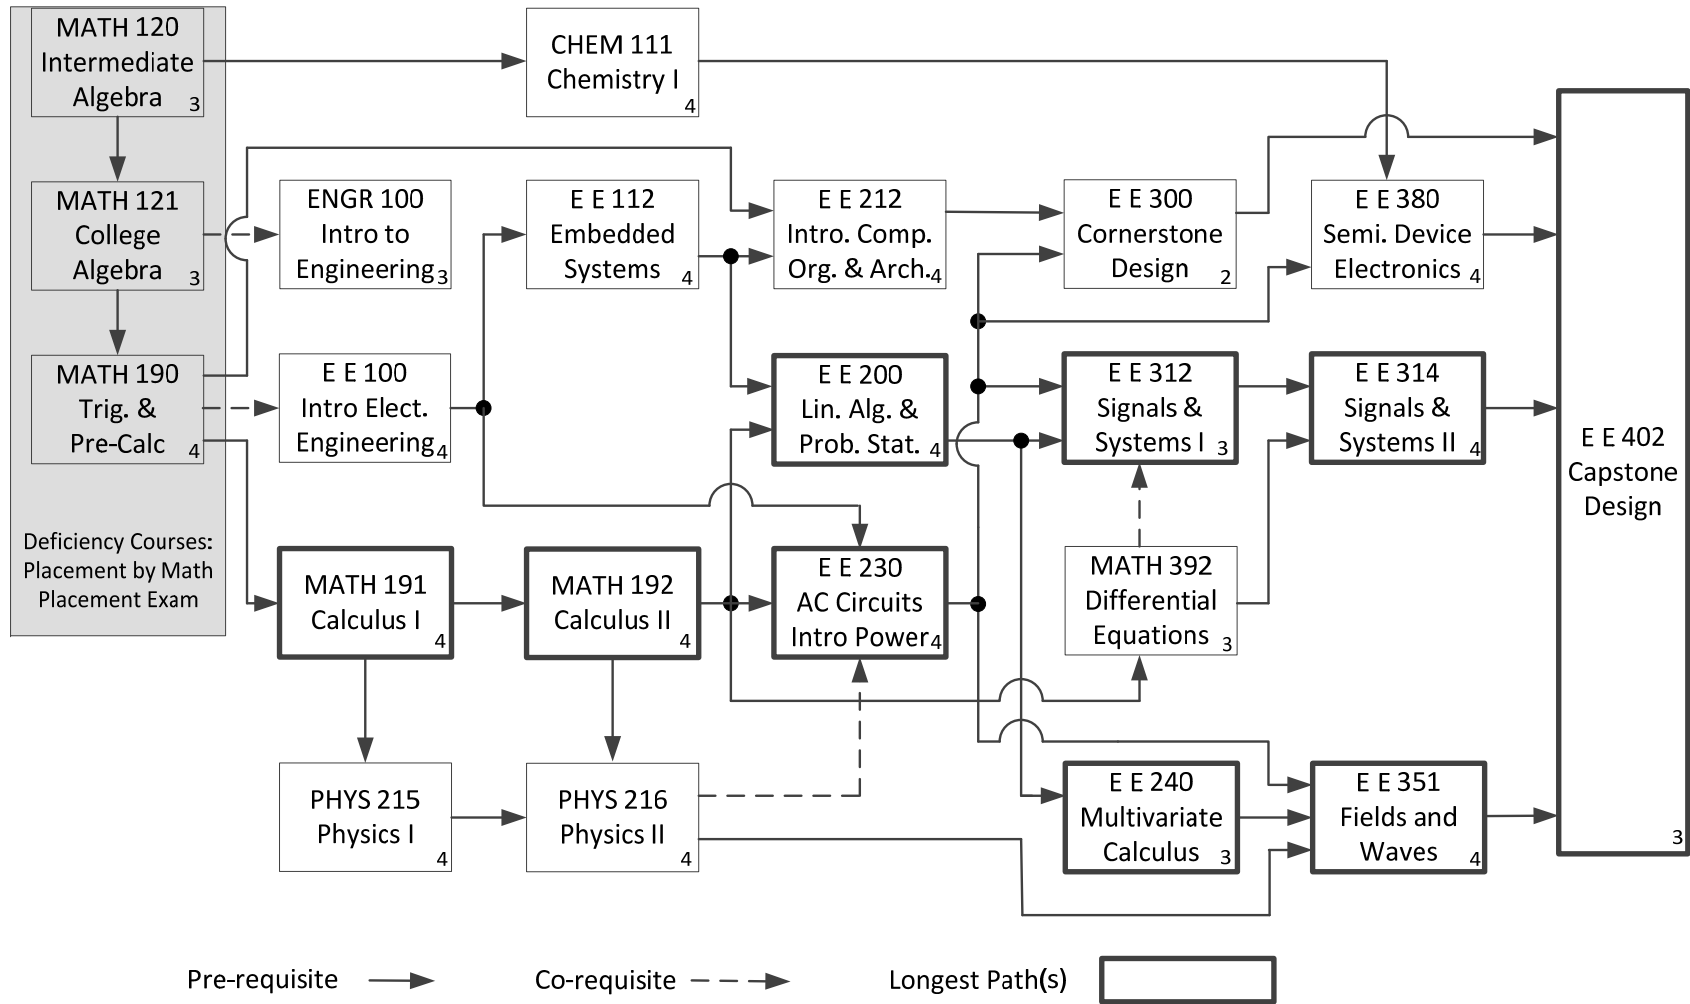 MATH 120
Intermediate
Algebra
3
CHEM 111
Chemistry I
4
MATH 121
College
Algebra
3
ENGR 100
Intro to
Engineering
3
E E 112
Embedded
Systems
4
E E 212
Intro. Comp.
Org. & Arch.
4
E E 300
Cornerstone
Design
2
E E 380
Semi. Device
Electronics
4
MATH 190
Trig. &
Pre-Calc
4
E E 100
Intro Elect.
Engineering
4
E E 200
Lin. Alg. &
Prob. Stat.
4
E E 312
Signals &
Systems I
3
E E 314
Signals &
Systems II
4
E E 402
Capstone
Design
3
Deficiency Courses:
Placement by Math
Placement Exam
MATH 191
Calculus I
4
MATH 192
Calculus II
4
E E 230
AC Circuits
Intro Power
4
MATH 392
Differential
Equations
3
PHYS 215
Physics I
4
PHYS 216
Physics II
4
E E 240
Multivariate
Calculus
3
E E 351
Fields and
Waves
4
Pre-requisite
Co-requisite
Longest Path(s)